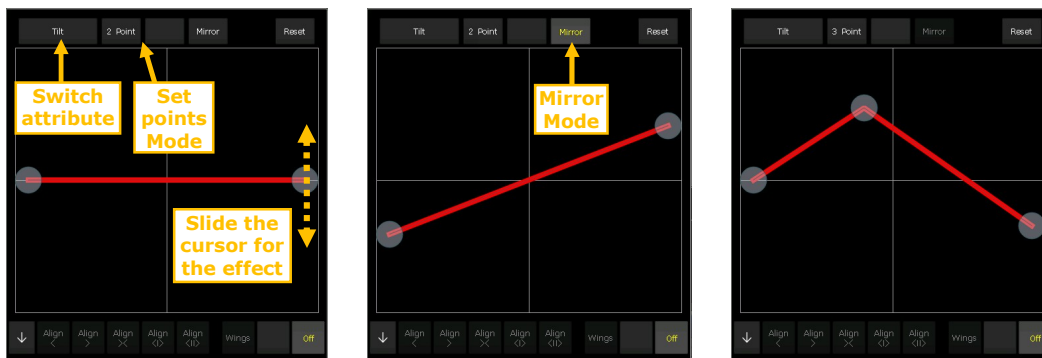 Tilt 2 Point Mirror Reset
Switch attribute
Set points Mode
Slide the cursor for the effect
↓ Align < Align > Align >< Align <|> Align <||> Wings Off
Tilt 2 Point Mirror Reset
Mirror Mode
↓ Align < Align > Align >< Align <|> Align <||> Wings Off
Tilt 3 Point Mirror Reset
↓ Align < Align > Align >< Align <|> Align <||> Wings Off